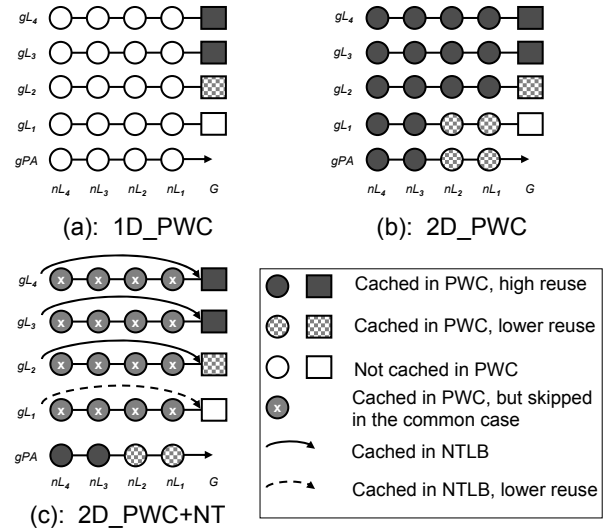 gL4
gL3
gL2
gL1
gPA
nL4 nL3 nL2 nL1 G
(a): 1D_PWC
gL4
gL3
gL2
gL1
gPA
nL4 nL3 nL2 nL1 G
(b): 2D_PWC
gL4 x x x x
gL3 x x x x
gL2 x x x x
gL1 x x x x
gPA
nL4 nL3 nL2 nL1 G
(c): 2D_PWC+NT
Cached in PWC, high reuse
Cached in PWC, lower reuse
Not cached in PWC
x Cached in PWC, but skipped
in the common case
Cached in NTLB
Cached in NTLB, lower reuse